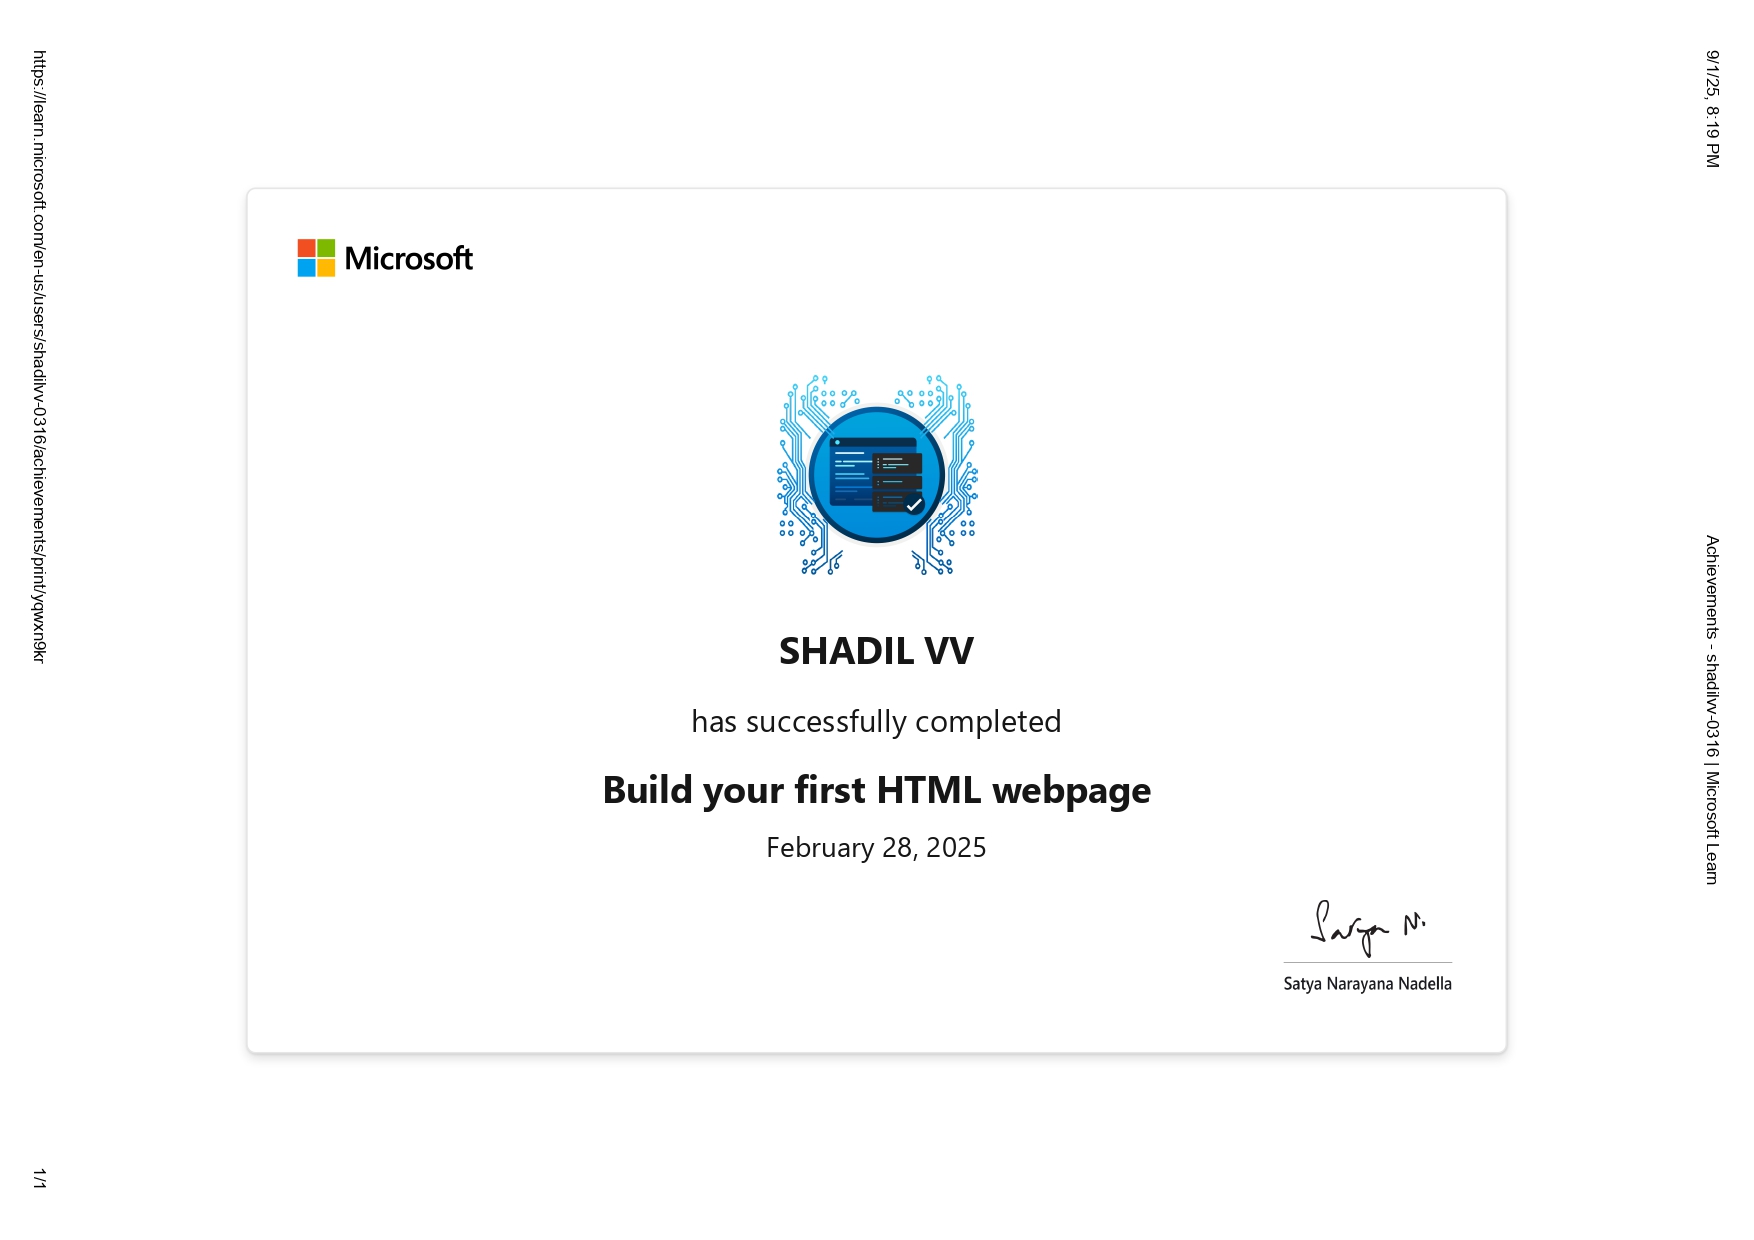 9/1/25, 8:19 PM
Achievements - shadilvv-0316 | Microsoft Learn
Microsoft
SHADIL VV
has successfully completed
Build your first HTML webpage
February 28, 2025
Satya N.
Satya Narayana Nadella
https://learn.microsoft.com/en-us/users/shadilvv-0316/achievements/print/yqwxn9kr
1/1